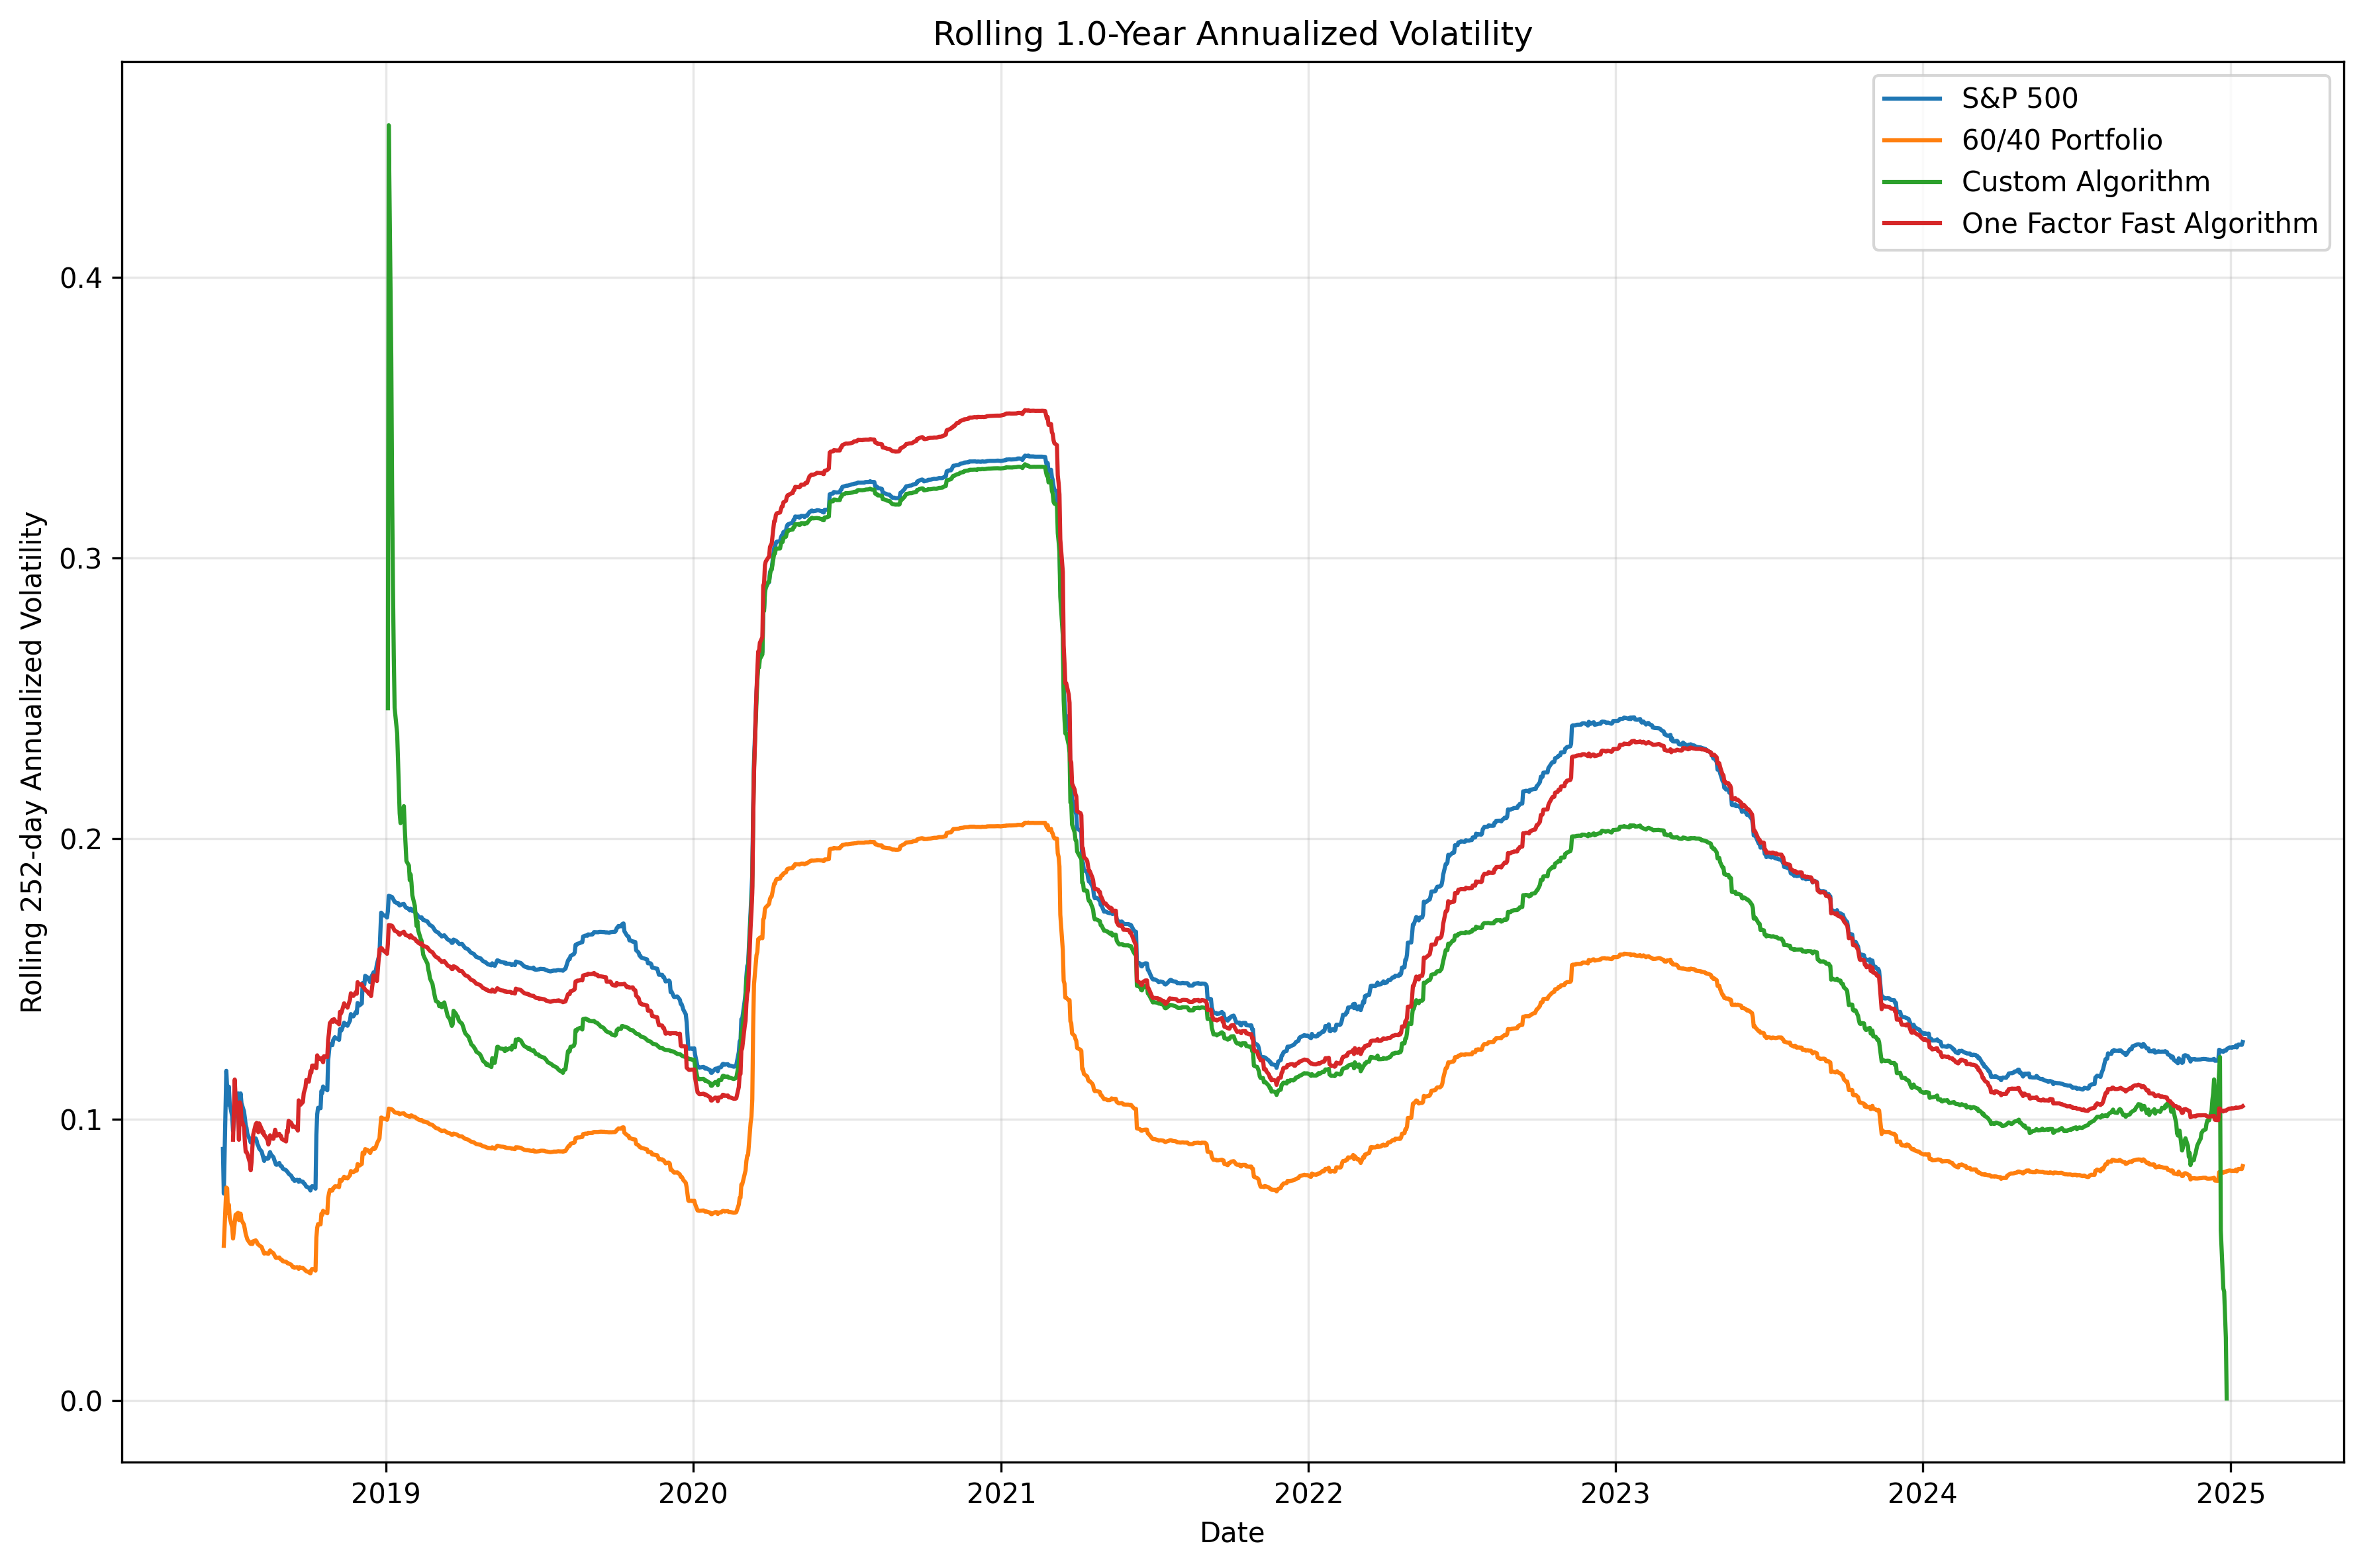 Rolling 1.0-Year Annualized Volatility
S&P 500
60/40 Portfolio
Custom Algorithm
One Factor Fast Algorithm
Rolling 252-day Annualized Volatility
0.4
0.3
0.2
0.1
0.0
2019 2020 2021 2022 2023 2024 2025
Date